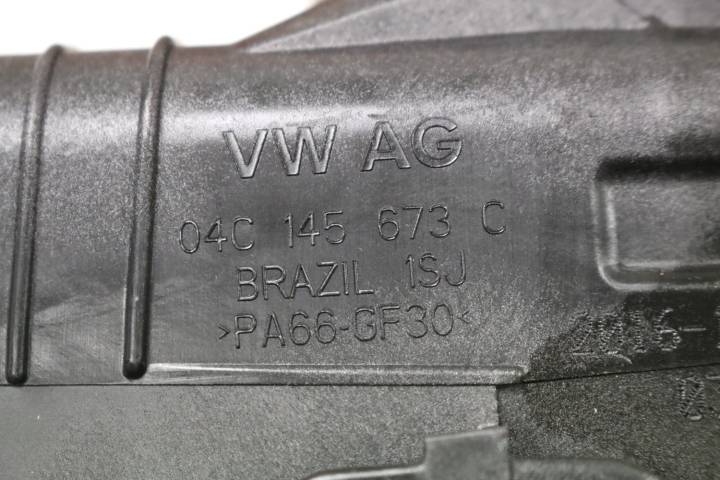 VW AG
04C 145 673 C
BRAZIL 1SJ
>PA66-GF30<